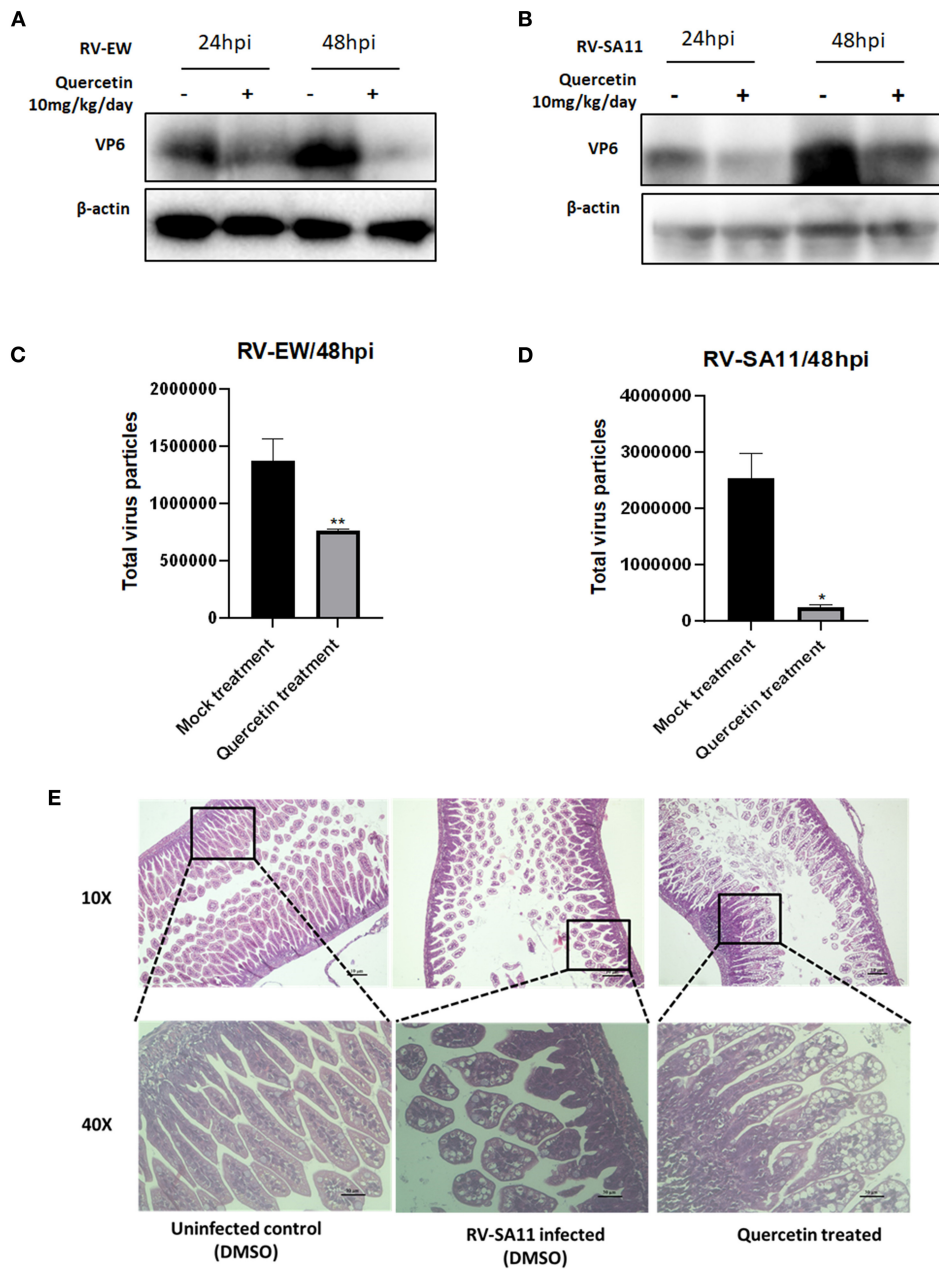 A
RV-EW
24hpi
48hpi
Quercetin
10mg/kg/day
- + - +
VP6
β-actin
B
RV-SA11
24hpi
48hpi
Quercetin
10mg/kg/day
- + - +
VP6
β-actin
C
RV-EW/48hpi
Total virus particles
2000000
1500000
1000000
500000
0
**
Mock treatment
Quercetin treatment
D
RV-SA11/48hpi
Total virus particles
4000000
3000000
2000000
1000000
0
*
Mock treatment
Quercetin treatment
E
10X
40X
Uninfected control
(DMSO)
RV-SA11 infected
(DMSO)
Quercetin treated